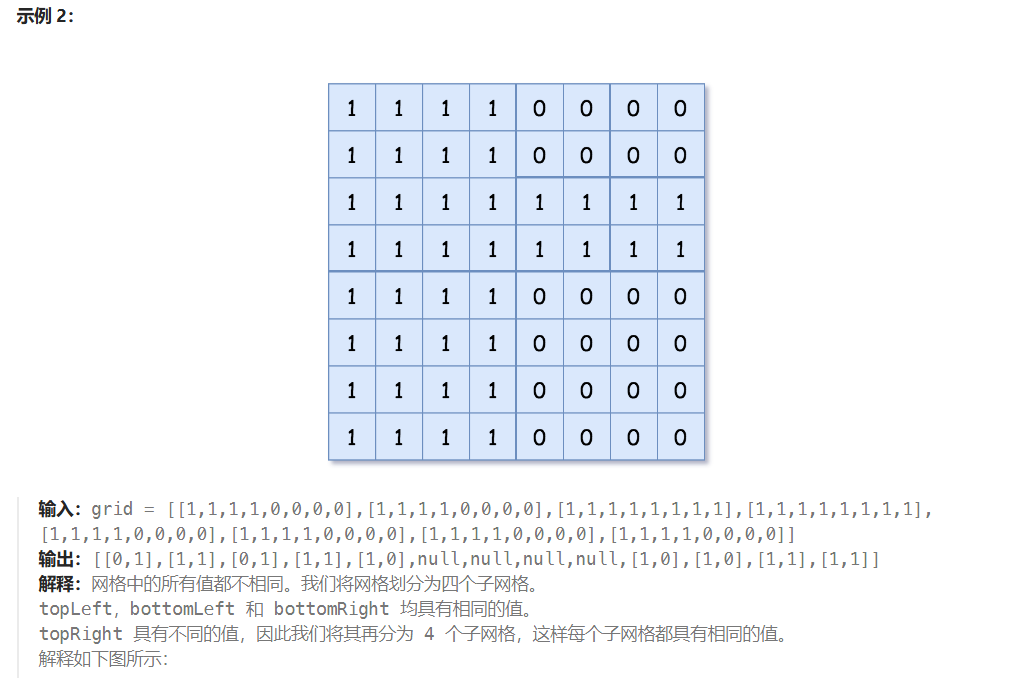 示例 2:
1 1 1 1 0 0 0 0
1 1 1 1 0 0 0 0
1 1 1 1 1 1 1 1
1 1 1 1 1 1 1 1
1 1 1 1 0 0 0 0
1 1 1 1 0 0 0 0
1 1 1 1 0 0 0 0
1 1 1 1 0 0 0 0
输入：grid = [[1,1,1,1,0,0,0,0],[1,1,1,1,0,0,0,0],[1,1,1,1,1,1,1,1],[1,1,1,1,1,1,1,1],
[1,1,1,1,0,0,0,0],[1,1,1,1,0,0,0,0],[1,1,1,1,0,0,0,0],[1,1,1,1,0,0,0,0]]
输出：[[0,1],[1,1],[0,1],[1,1],[1,0],null,null,null,null,[1,0],[1,0],[1,1],[1,1]]
解释：网格中的所有值都不相同。我们将网格划分为四个子网格。
topLeft，bottomLeft 和 bottomRight 均具有相同的值。
topRight 具有不同的值，因此我们将其再分为 4 个子网格，这样每个子网格都具有相同的值。
解释如下图所示：